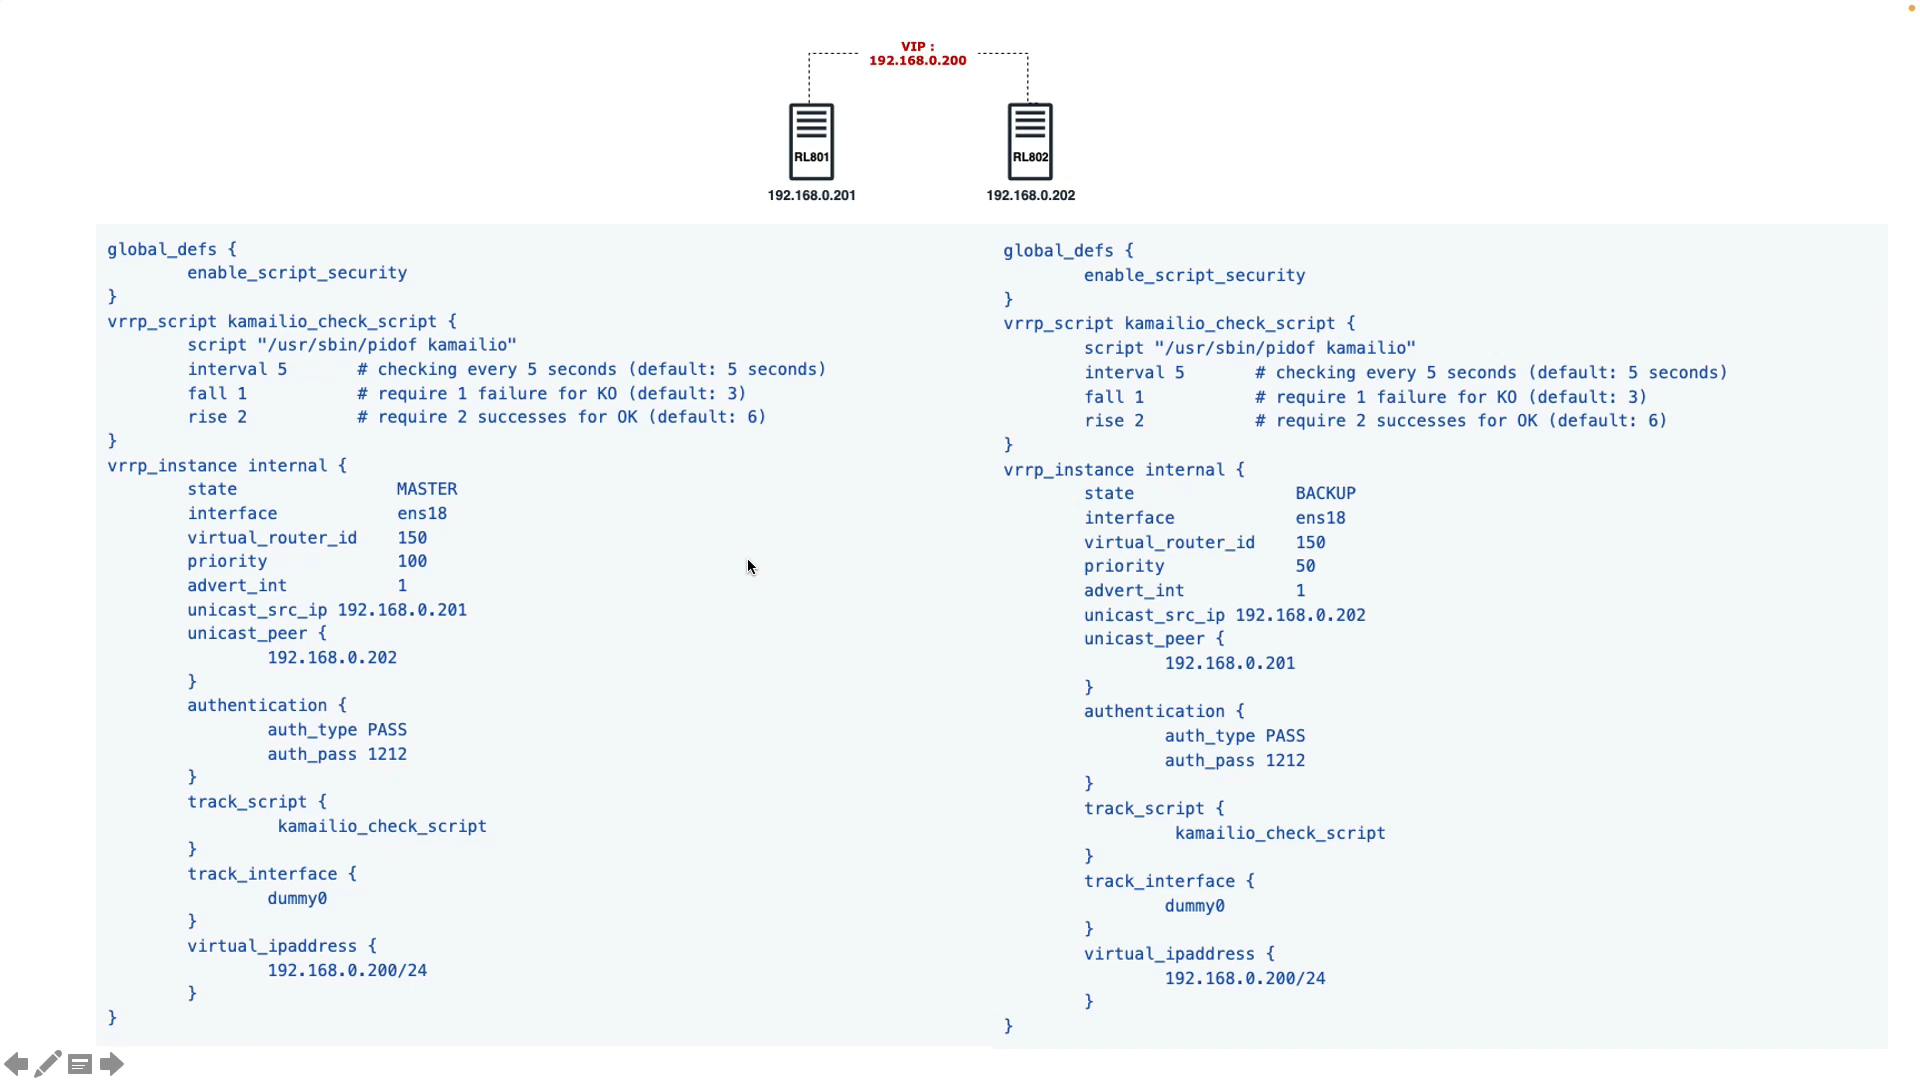 VIP :
192.168.0.200
RL801
RL802
192.168.0.201
192.168.0.202
global_defs {
enable_script_security
}
vrrp_script kamailio_check_script {
script "/usr/sbin/pidof kamailio"
interval 5 # checking every 5 seconds (default: 5 seconds)
fall 1 # require 1 failure for KO (default: 3)
rise 2 # require 2 successes for OK (default: 6)
}
vrrp_instance internal {
state MASTER
interface ens18
virtual_router_id 150
priority 100
advert_int 1
unicast_src_ip 192.168.0.201
unicast_peer {
192.168.0.202
}
authentication {
auth_type PASS
auth_pass 1212
}
track_script {
kamailio_check_script
}
track_interface {
dummy0
}
virtual_ipaddress {
192.168.0.200/24
}
}
global_defs {
enable_script_security
}
vrrp_script kamailio_check_script {
script "/usr/sbin/pidof kamailio"
interval 5 # checking every 5 seconds (default: 5 seconds)
fall 1 # require 1 failure for KO (default: 3)
rise 2 # require 2 successes for OK (default: 6)
}
vrrp_instance internal {
state BACKUP
interface ens18
virtual_router_id 150
priority 50
advert_int 1
unicast_src_ip 192.168.0.202
unicast_peer {
192.168.0.201
}
authentication {
auth_type PASS
auth_pass 1212
}
track_script {
kamailio_check_script
}
track_interface {
dummy0
}
virtual_ipaddress {
192.168.0.200/24
}
}